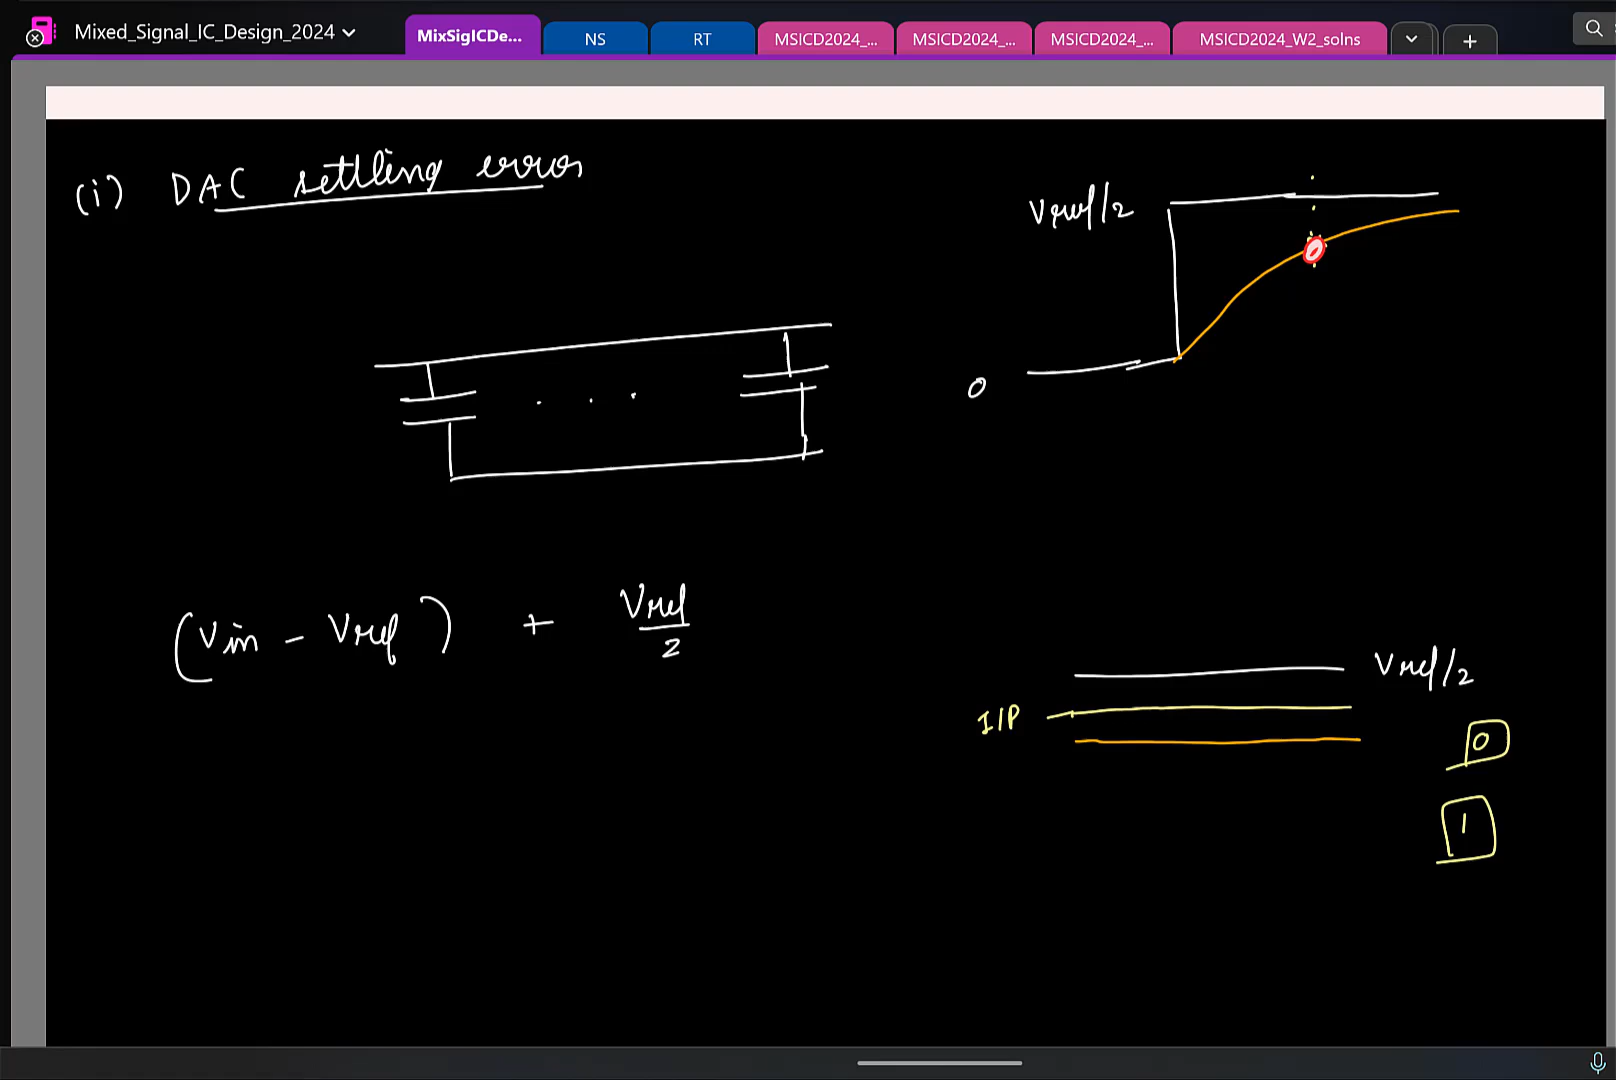 Mixed_Signal_IC_Design_2024
MixSigICDe...
NS
RT
MSICD2024_...
MSICD2024_...
MSICD2024_...
MSICD2024_W2_solns
(i) DAC settling error
Vref/2
0
(Vin - Vref) + Vref/2
Vref/2
I/P
0
1